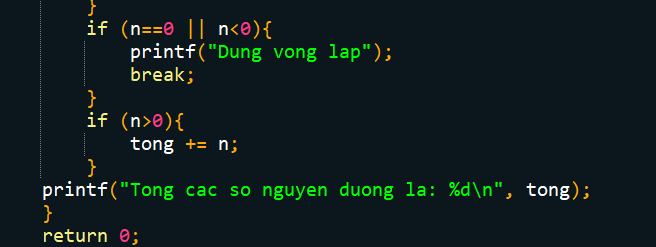 }
if (n==0 || n<0){
printf("Dung vong lap");
break;
}
if (n>0){
tong += n;
}
printf("Tong cac so nguyen duong la: %d\n", tong);
}
return 0;